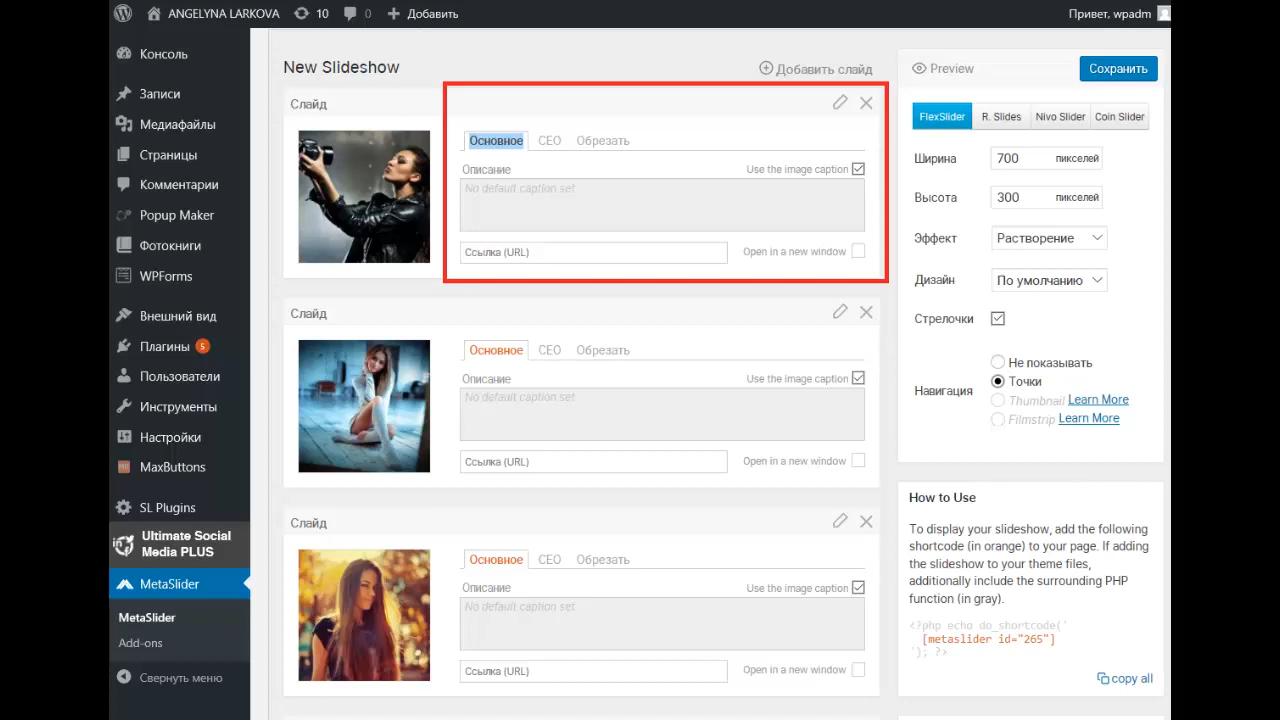 ANGELYNA LARKOVA
10
0
Добавить
Привет, wpadm
Консоль
Записи
Медиафайлы
Страницы
Комментарии
Popup Maker
Фотокниги
WPForms
Внешний вид
Плагины 5
Пользователи
Инструменты
Настройки
MaxButtons
SL Plugins
Ultimate Social
Media PLUS
MetaSlider
MetaSlider
Add-ons
Свернуть меню
New Slideshow
Добавить слайд
Слайд
Основное
СЕО
Обрезать
Описание
Use the image caption
No default caption set
Ссылка (URL)
Open in a new window
Слайд
Основное
СЕО
Обрезать
Описание
Use the image caption
No default caption set
Ссылка (URL)
Open in a new window
Слайд
Основное
СЕО
Обрезать
Описание
Use the image caption
No default caption set
Ссылка (URL)
Open in a new window
Preview
Сохранить
FlexSlider
R. Slides
Nivo Slider
Coin Slider
Ширина
700
пикселей
Высота
300
пикселей
Эффект
Растворение
Дизайн
По умолчанию
Стрелочки
Навигация
Не показывать
Точки
Thumbnail Learn More
Filmstrip Learn More
How to Use
To display your slideshow, add the following
shortcode (in orange) to your page. If adding
the slideshow to your theme files,
additionally include the surrounding PHP
function (in gray).
<?php echo do_shortcode('
[metaslider id="265"]
'); ?>
copy all